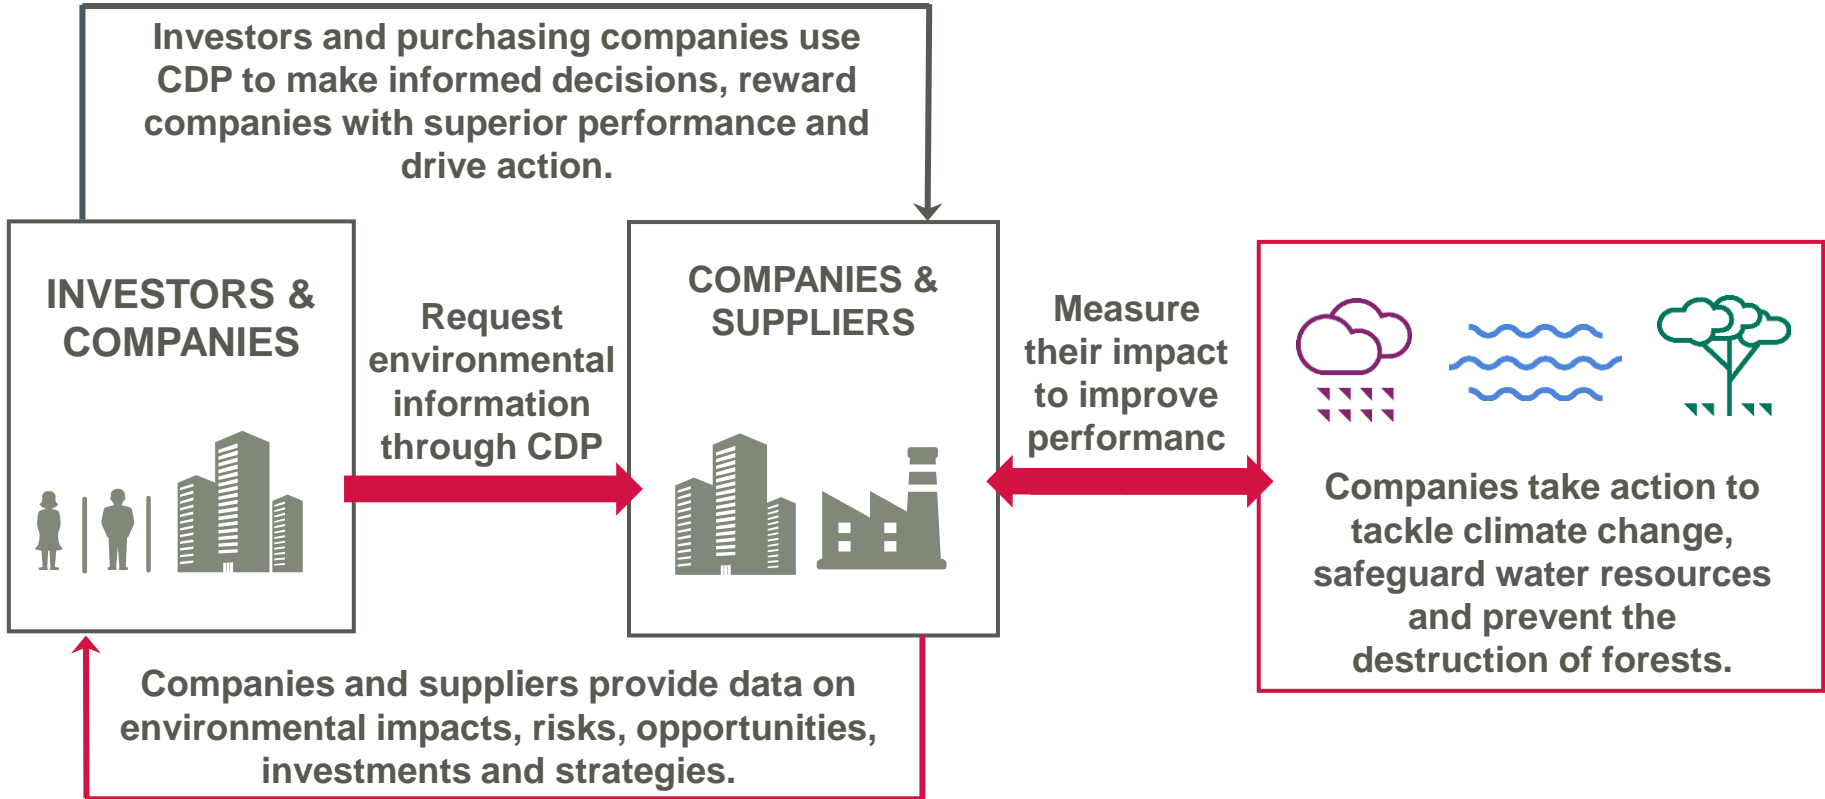 Investors and purchasing companies use
CDP to make informed decisions, reward
companies with superior performance and
drive action.
INVESTORS &
COMPANIES
Request
environmental
information
through CDP
COMPANIES &
SUPPLIERS
Measure
their impact
to improve
performanc
Companies take action to
tackle climate change,
safeguard water resources
and prevent the
destruction of forests.
Companies and suppliers provide data on
environmental impacts, risks, opportunities,
investments and strategies.